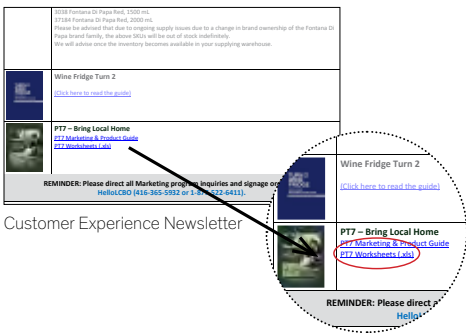 3038 Fontana Di Papa Red, 1500 mL
37184 Fontana Di Papa Red, 2000 mL
Please be advised that due to ongoing supply issues due to a change in brand ownership of the Fontana Di
Papa brand family, the above SKUs will be out of stock indefinitely.
We will advise once the inventory becomes available in your supplying warehouse.
Wine Fridge Turn 2
(Click here to read the guide)
PT7 – Bring Local Home
PT7 Marketing & Product Guide
PT7 Worksheets (.xls)
REMINDER: Please direct all Marketing program inquiries and signage or
HelloLCBO (416-365-5932 or 1-87 -522-6411).
Customer Experience Newsletter
Wine Fridge Turn 2
(Click here to read the guide)
PT7 – Bring Local Home
PT7 Marketing & Product Guide
PT7 Worksheets (.xls)
REMINDER: Please direct a
Hello